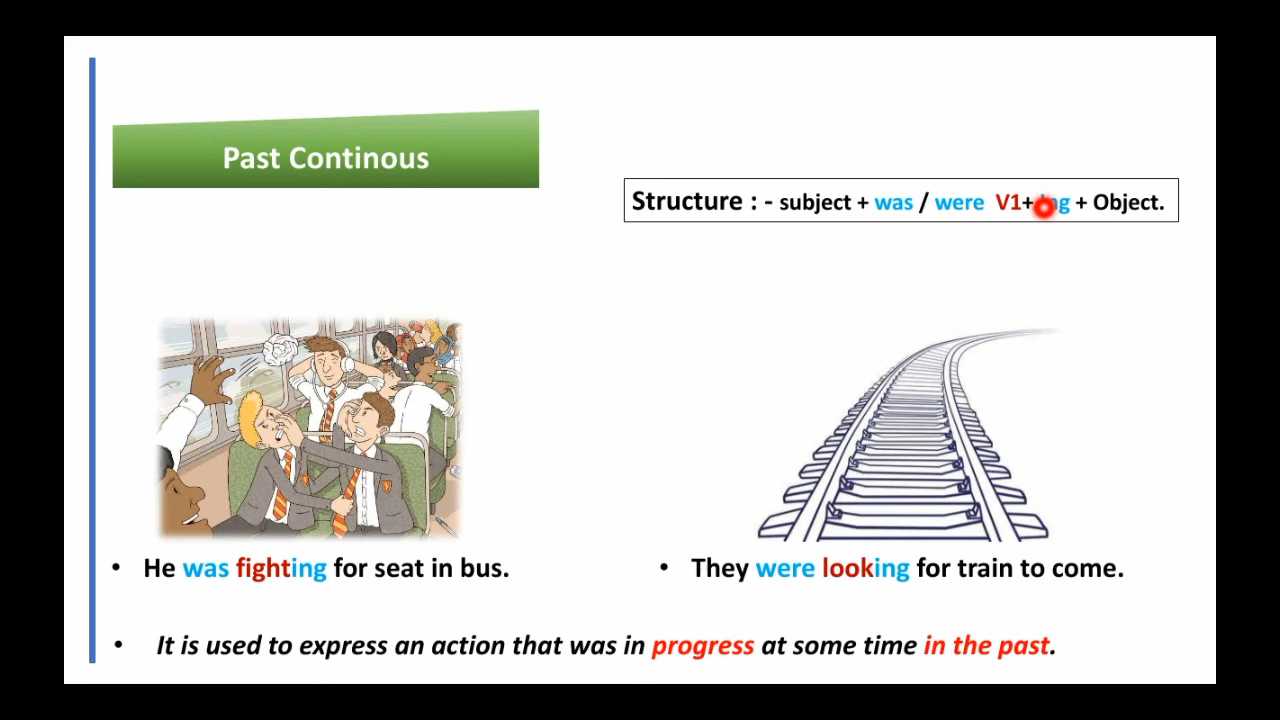 Past Continous
Structure : - subject + was / were V1+ing + Object.
• He was fighting for seat in bus.
• They were looking for train to come.
• It is used to express an action that was in progress at some time in the past.